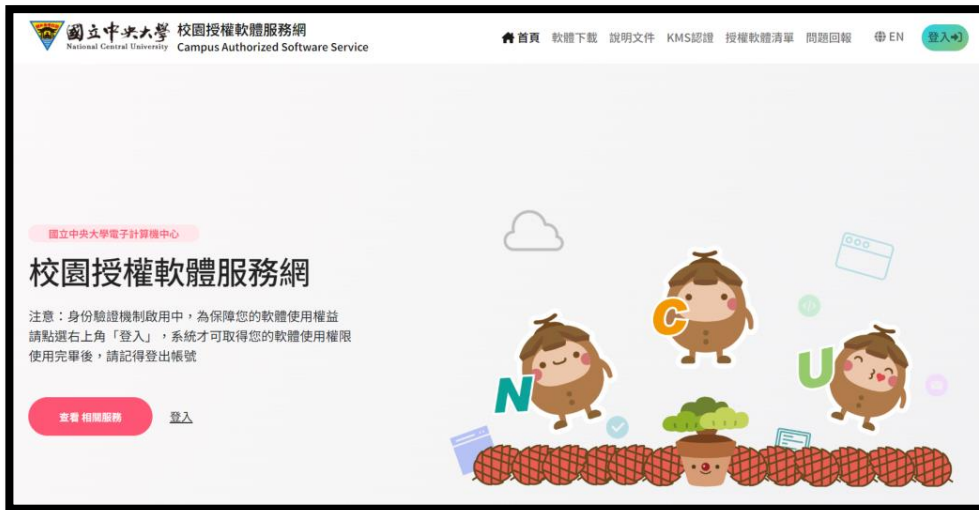 國立中央大學 校園授權軟體服務網
National Central University Campus Authorized Software Service
首頁 軟體下載 說明文件 KMS認證 授權軟體清單 問題回報 EN 登入
國立中央大學電子計算機中心
校園授權軟體服務網
注意：身份驗證機制啟用中，為保障您的軟體使用權益
請點選右上角「登入」，系統才可取得您的軟體使用權限
使用完畢後，請記得登出帳號
查看 相關服務 登入
N C U